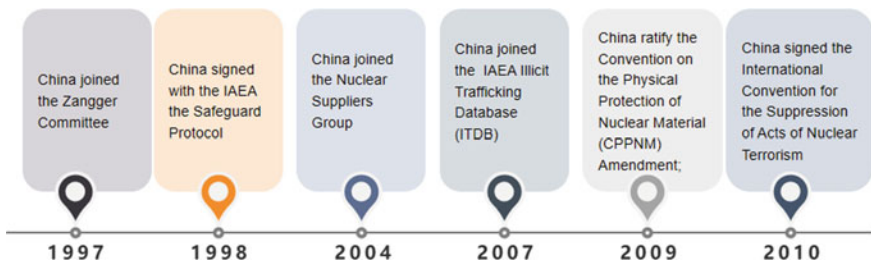 China joined
the Zangger
Committee
China signed
with the IAEA
the Safeguard
Protocol
China joined
the Nuclear
Suppliers
Group
China joined
the IAEA Illicit
Trafficking
Database
(ITDB)
China ratify the
Convention on
the Physical
Protection of
Nuclear Material
(CPPNM)
Amendment;
China signed the
International
Convention for
the Suppression
of Acts of Nuclear
Terrorism
1997
1998
2004
2007
2009
2010